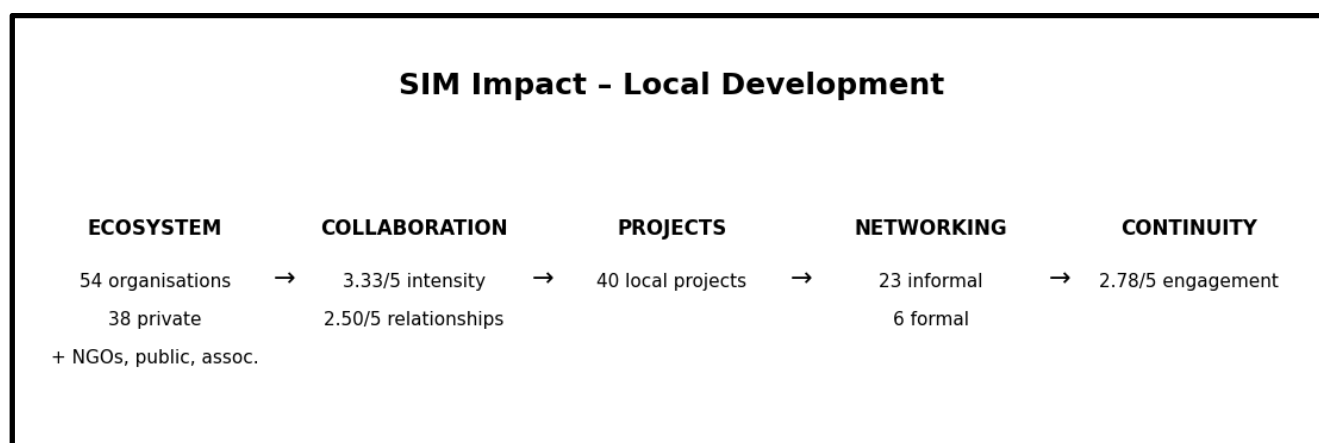 SIM Impact – Local Development
ECOSYSTEM
54 organisations
38 private
+ NGOs, public, assoc.
→
COLLABORATION
3.33/5 intensity
2.50/5 relationships
→
PROJECTS
40 local projects
→
NETWORKING
23 informal
6 formal
→
CONTINUITY
2.78/5 engagement